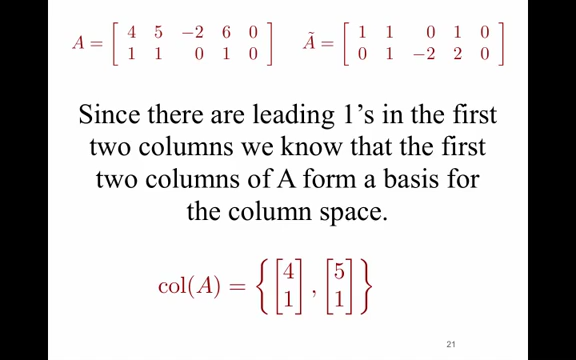 A = [ 4 5 −2 6 0 ; 1 1 0 1 0 ] Ã = [ 1 1 0 1 0 ; 0 1 −2 2 0 ]
Since there are leading 1's in the first
two columns we know that the first
two columns of A form a basis for
the column space.
col(A) = { [ 4 ; 1 ] , [ 5 ; 1 ] }
21